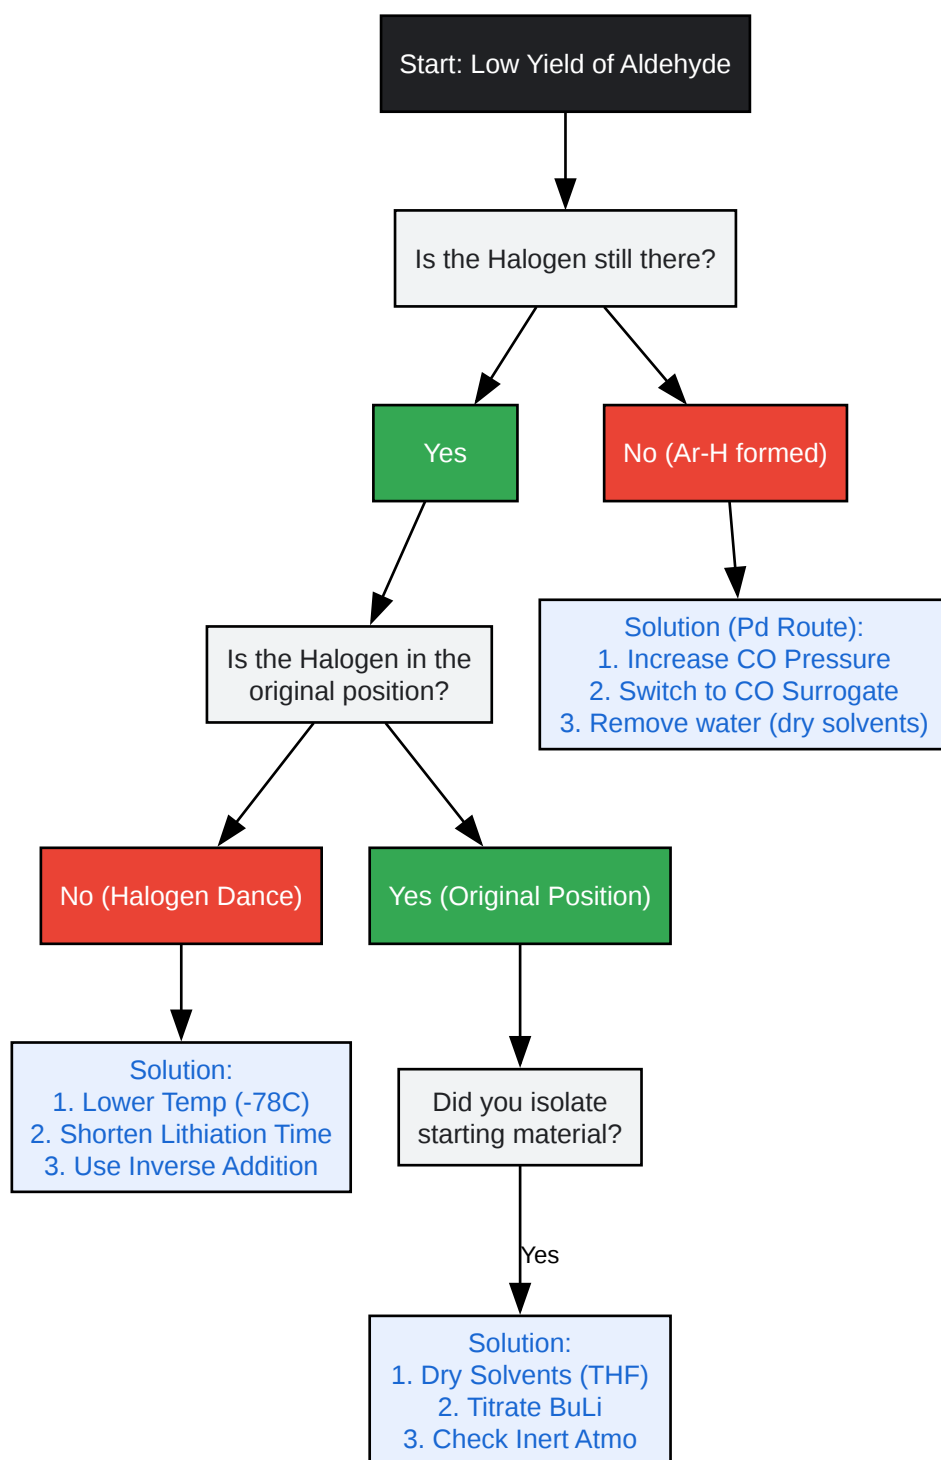 Start: Low Yield of Aldehyde
Is the Halogen still there?
Yes
No (Ar-H formed)
Solution (Pd Route):
1. Increase CO Pressure
2. Switch to CO Surrogate
3. Remove water (dry solvents)
Is the Halogen in the
original position?
No (Halogen Dance)
Yes (Original Position)
Solution:
1. Lower Temp (-78C)
2. Shorten Lithiation Time
3. Use Inverse Addition
Did you isolate
starting material?
Yes
Solution:
1. Dry Solvents (THF)
2. Titrate BuLi
3. Check Inert Atmo